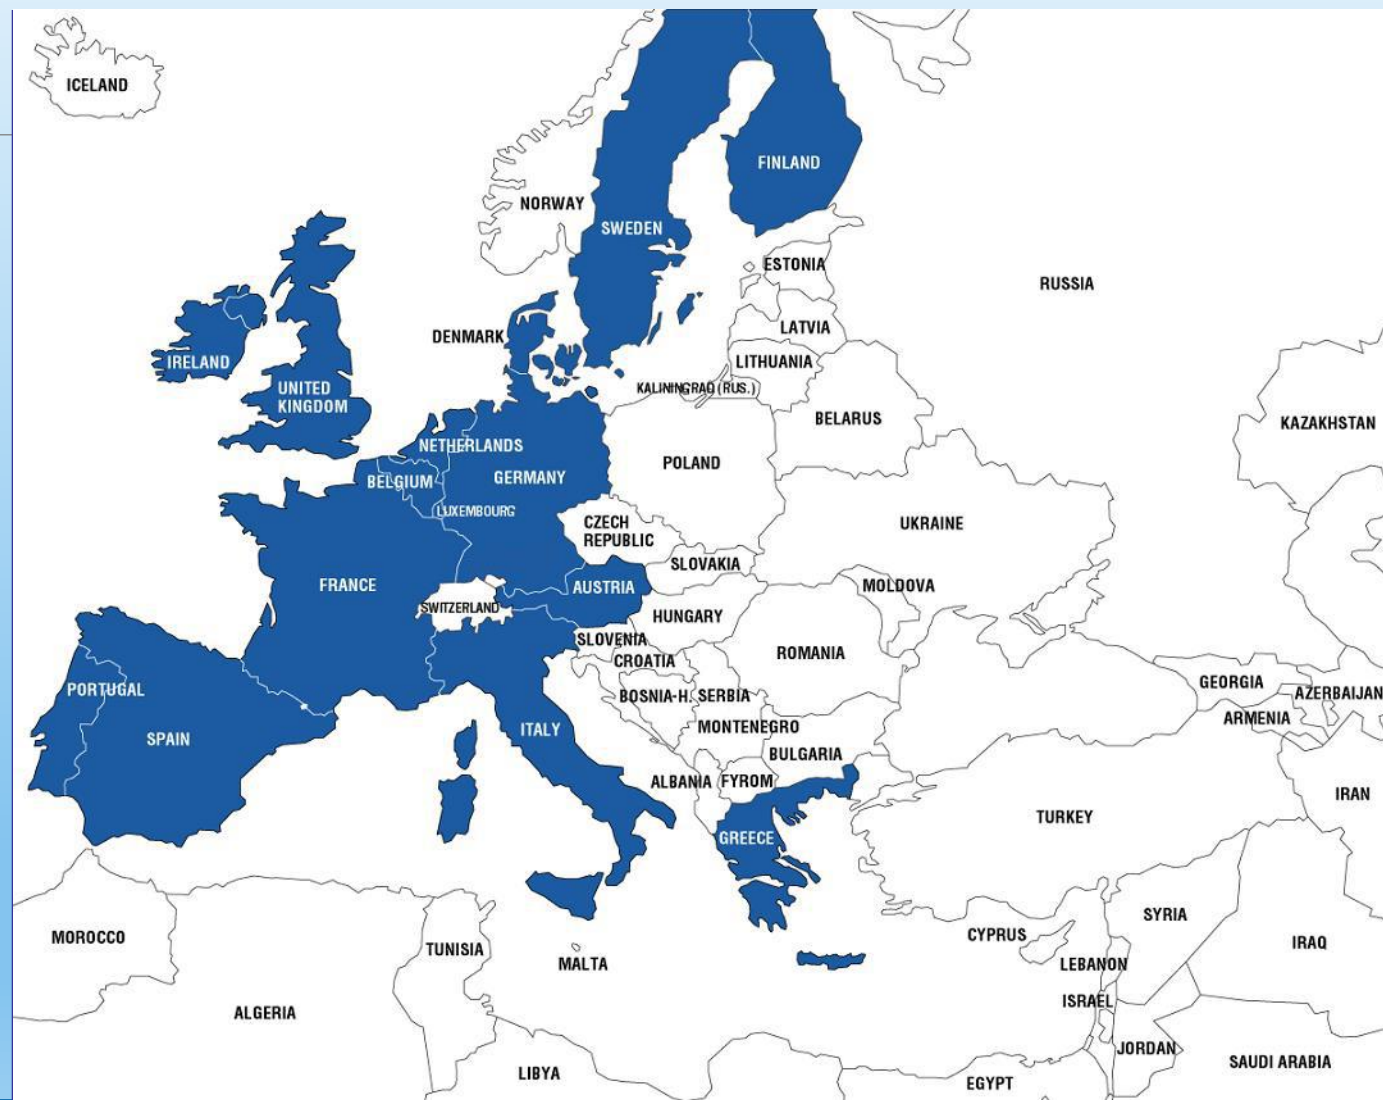 ICELAND
FINLAND
NORWAY
SWEDEN
ESTONIA
RUSSIA
LATVIA
DENMARK
LITHUANIA
IRELAND
KALININGRAD (RUS.)
UNITED
KINGDOM
BELARUS
KAZAKHSTAN
NETHERLANDS
POLAND
BELGIUM
GERMANY
LUXEMBOURG
CZECH
REPUBLIC
UKRAINE
SLOVAKIA
FRANCE
AUSTRIA
MOLDOVA
SWITZERLAND
HUNGARY
SLOVENIA
ROMANIA
CROATIA
PORTUGAL
BOSNIA-H.
SERBIA
GEORGIA
AZERBAIJAN
SPAIN
ITALY
MONTENEGRO
ARMENIA
BULGARIA
ALBANIA
FYROM
IRAN
TURKEY
GREECE
SYRIA
MOROCCO
TUNISIA
CYPRUS
IRAQ
MALTA
LEBANON
ISRAEL
ALGERIA
JORDAN
SAUDI ARABIA
LIBYA
EGYPT